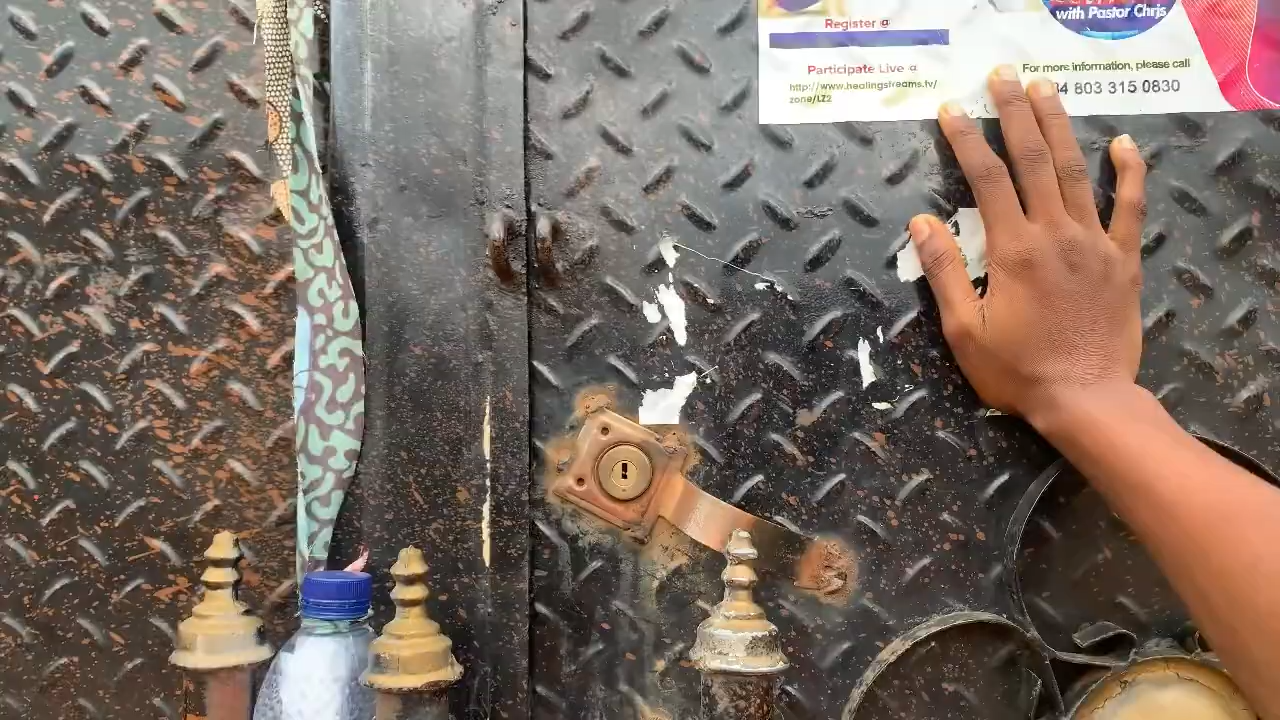 with Pastor Chris
Register @
Participate Live @
http://www.healingstreams.tv/
zone/LZ2
For more information, please call
4 803 315 0830